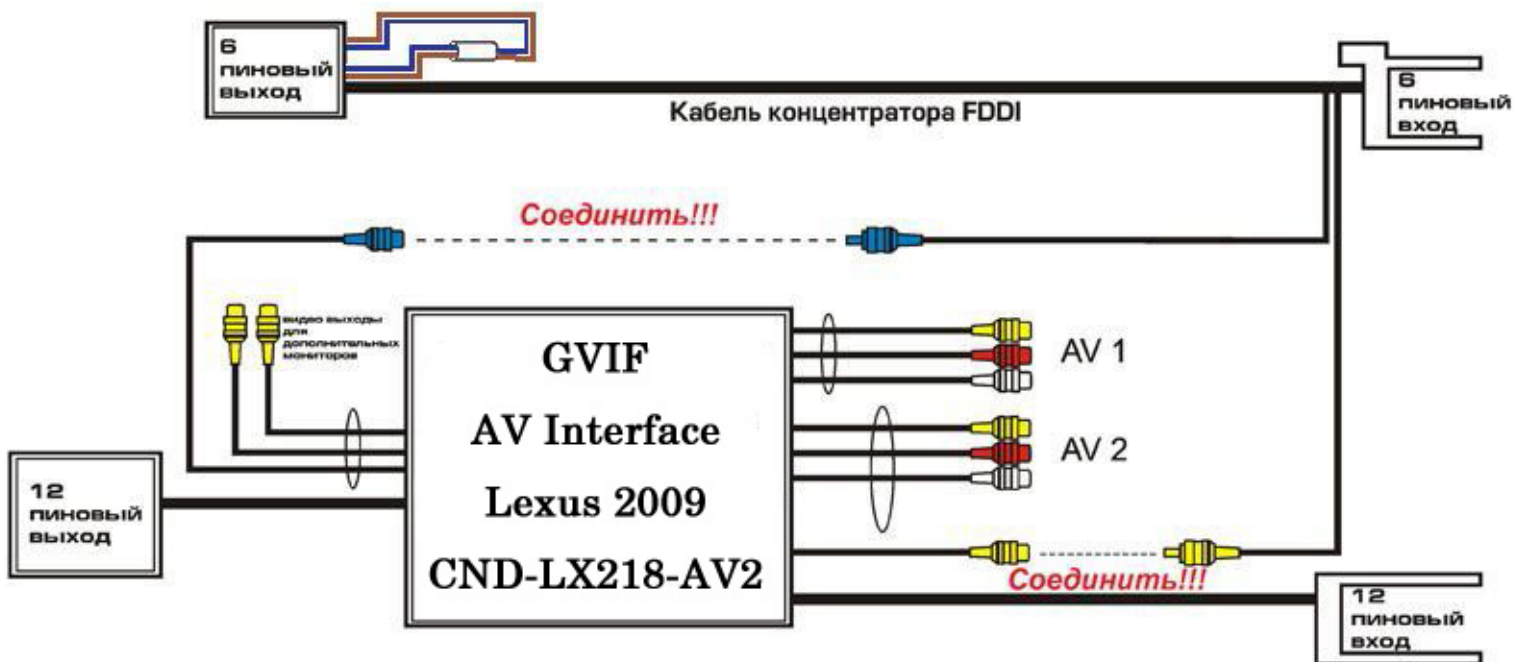 6
пиновый
выход
6
пиновый
вход
Кабель концентратора FDDI
Соединить!!!
видео выходы
для
дополнительных
мониторов
GVIF
AV Interface
Lexus 2009
CND-LX218-AV2
AV 1
AV 2
12
пиновый
выход
Соединить!!!
12
пиновый
вход